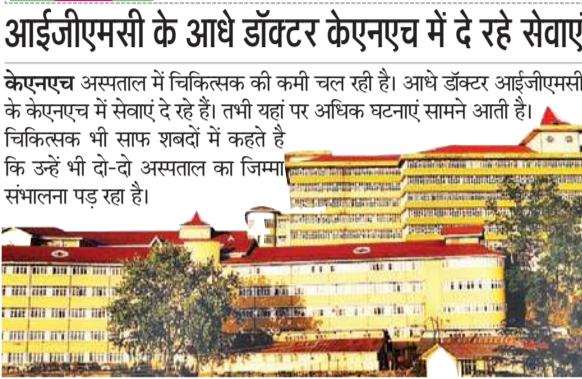 आईजीएमसी के आधे डॉक्टर केएनएच में दे रहे सेवाएं
केएनएच अस्पताल में चिकित्सक की कमी चल रही है। आधे डॉक्टर आईजीएमसी
के केएनएच में सेवाएं दे रहे हैं। तभी यहां पर अधिक घटनाएं सामने आती है।
चिकित्सक भी साफ शबदों में कहते है
कि उन्हें भी दो-दो अस्पताल का जिम्मा
संभालना पड़ रहा है।